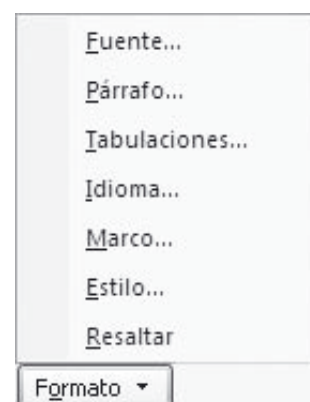 Fuente...
Párrafo...
Tabulaciones...
Idioma...
Marco...
Estilo...
Resaltar
Formato